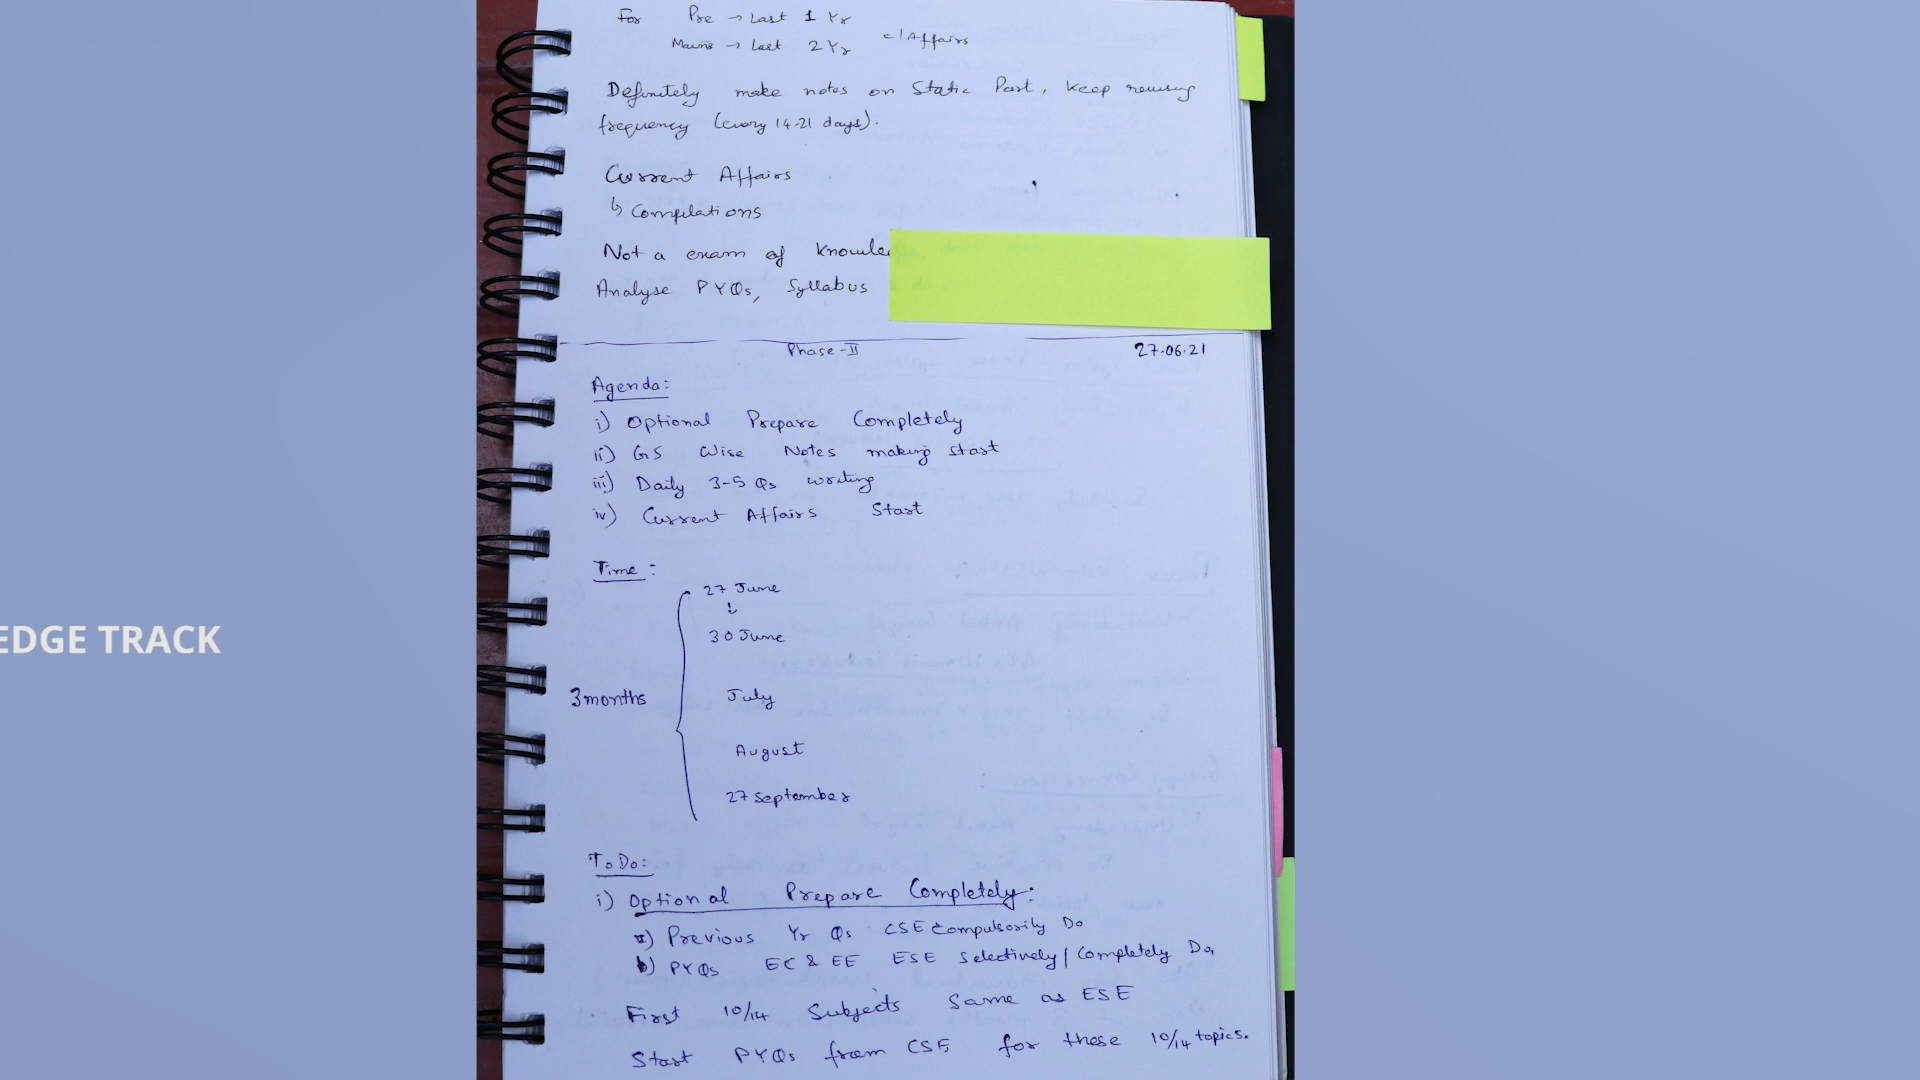 For Pre → Last 1 Yr
Mains → Last 2 Yr C/Affairs
Definitely make notes on Static Part, Keep revising
frequency (every 14-21 days).
Current Affairs
↳ Compilations
Not a exam of Knowle
Analyse PYQs, Syllabus
Phase-II 27.06.21
Agenda:
i) Optional Prepare Completely
ii) GS Wise Notes making start
iii) Daily 3-5 Qs writing
iv) Current Affairs Start
Time:
27 June
↓
30 June
3 months
July
August
27 September
To Do:
i) Optional Prepare Completely:
a) Previous Yr Qs CSE Compulsorily Do
b) PYQs EC & EE ESE Selectively/Completely Do.
First 10/14 Subjects Same as ESE
Start PYQs from CSE for these 10/14 topics.
EDGE TRACK